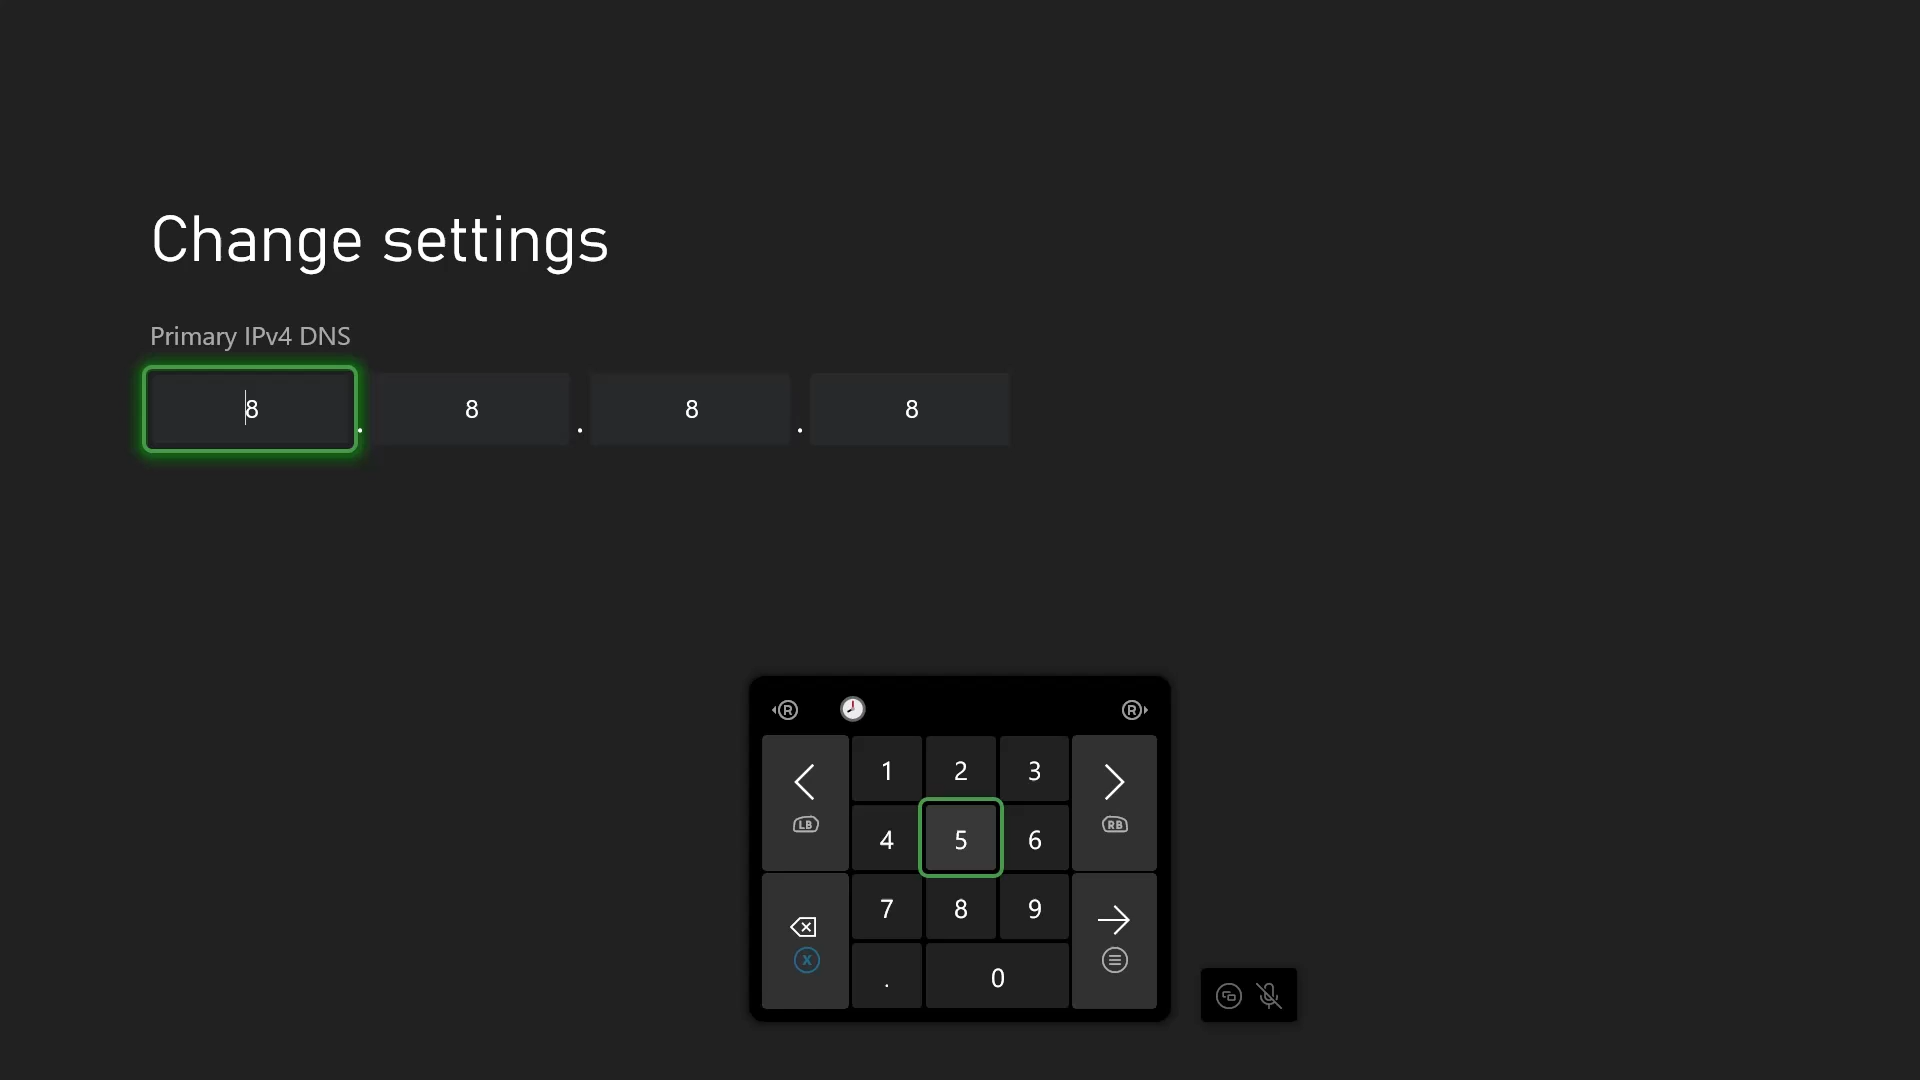 Change settings
Primary IPv4 DNS
8 . 8 . 8 . 8
R R
1 2 3
LB RB
4 5 6
7 8 9
X
. 0